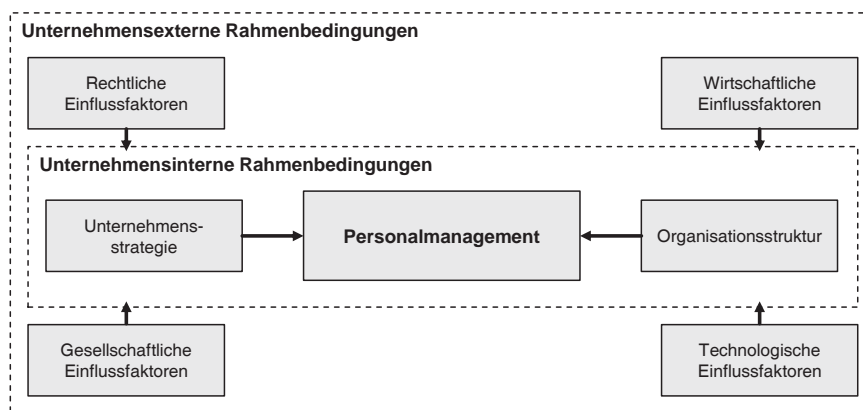 Unternehmensexterne Rahmenbedingungen
Rechtliche
Einflussfaktoren
Wirtschaftliche
Einflussfaktoren
Unternehmensinterne Rahmenbedingungen
Unternehmens-
strategie
Personalmanagement
Organisationsstruktur
Gesellschaftliche
Einflussfaktoren
Technologische
Einflussfaktoren